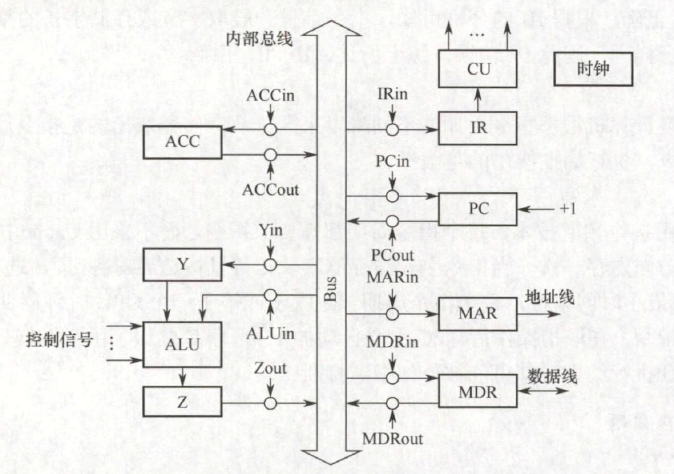 内部总线
…
CU
时钟
ACCin
IRin
ACC
IR
ACCout
PCin
PC
+1
Yin
PCout
MARin
Y
Bus
MAR
地址线
ALUin
控制信号
⋮
ALU
MDRin
Zout
MDR
数据线
Z
MDRout